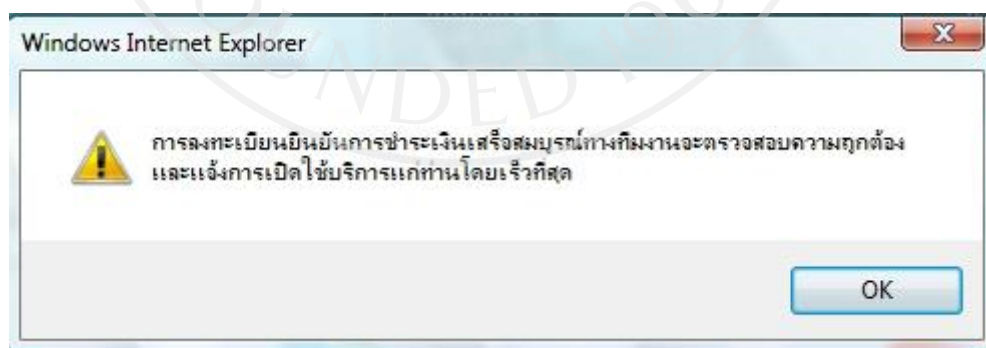 Windows Internet Explorer
การลงทะเบียนยืนยันการชำระเงินเสร็จสมบูรณ์ทางทีมงานจะตรวจสอบความถูกต้อง
และแจ้งการเปิดใช้บริการแก่ท่านโดยเร็วที่สุด
OK